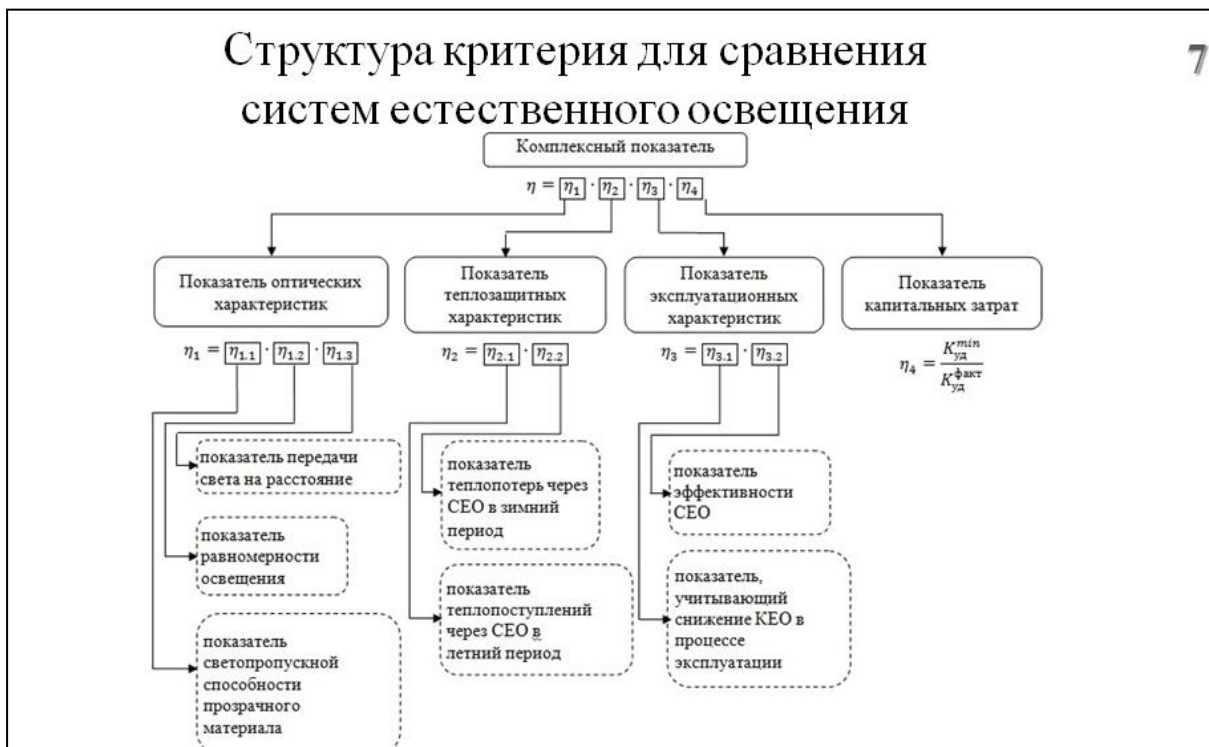 Структура критерия для сравнения
систем естественного освещения
7
Комплексный показатель
η = η₁ · η₂ · η₃ · η₄
Показатель оптических
характеристик
η₁ = η₁.₁ · η₁.₂ · η₁.₃
показатель передачи
света на расстояние
показатель
равномерности
освещения
показатель
светопропускной
способности
прозрачного
материала
Показатель
теплозащитных
характеристик
η₂ = η₂.₁ · η₂.₂
показатель
теплопотерь через
СЕО в зимний
период
показатель
теплопоступлений
через СЕО в
летний период
Показатель
эксплуатационных
характеристик
η₃ = η₃.₁ · η₃.₂
показатель
эффективности
СЕО
показатель,
учитывающий
снижение КЕО в
процессе
эксплуатации
Показатель
капитальных затрат
η₄ = K_уд^min / K_уд^факт